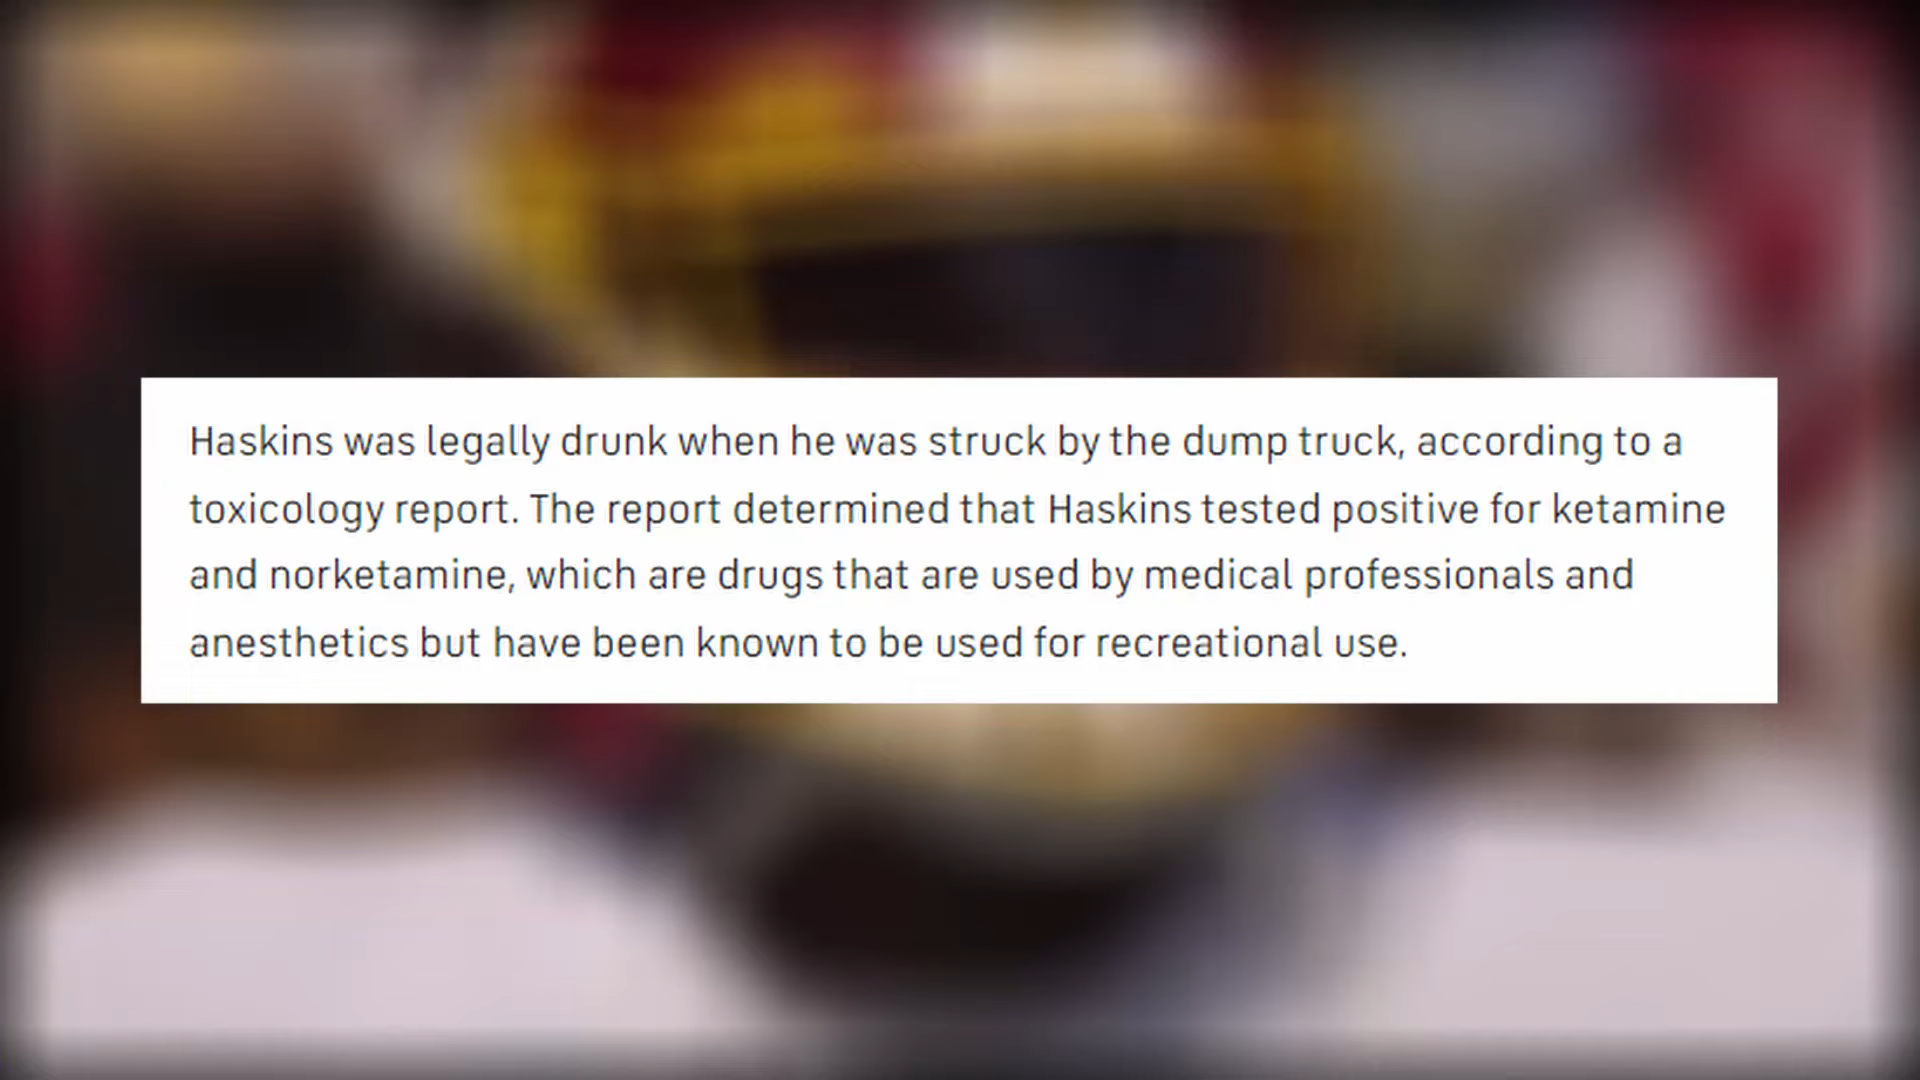 Haskins was legally drunk when he was struck by the dump truck, according to a
toxicology report. The report determined that Haskins tested positive for ketamine
and norketamine, which are drugs that are used by medical professionals and
anesthetics but have been known to be used for recreational use.